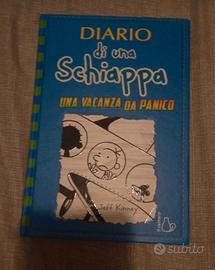 DIARIO
di una
Schiappa
UNA VACANZA DA PANICO
Jeff Kinney
subito